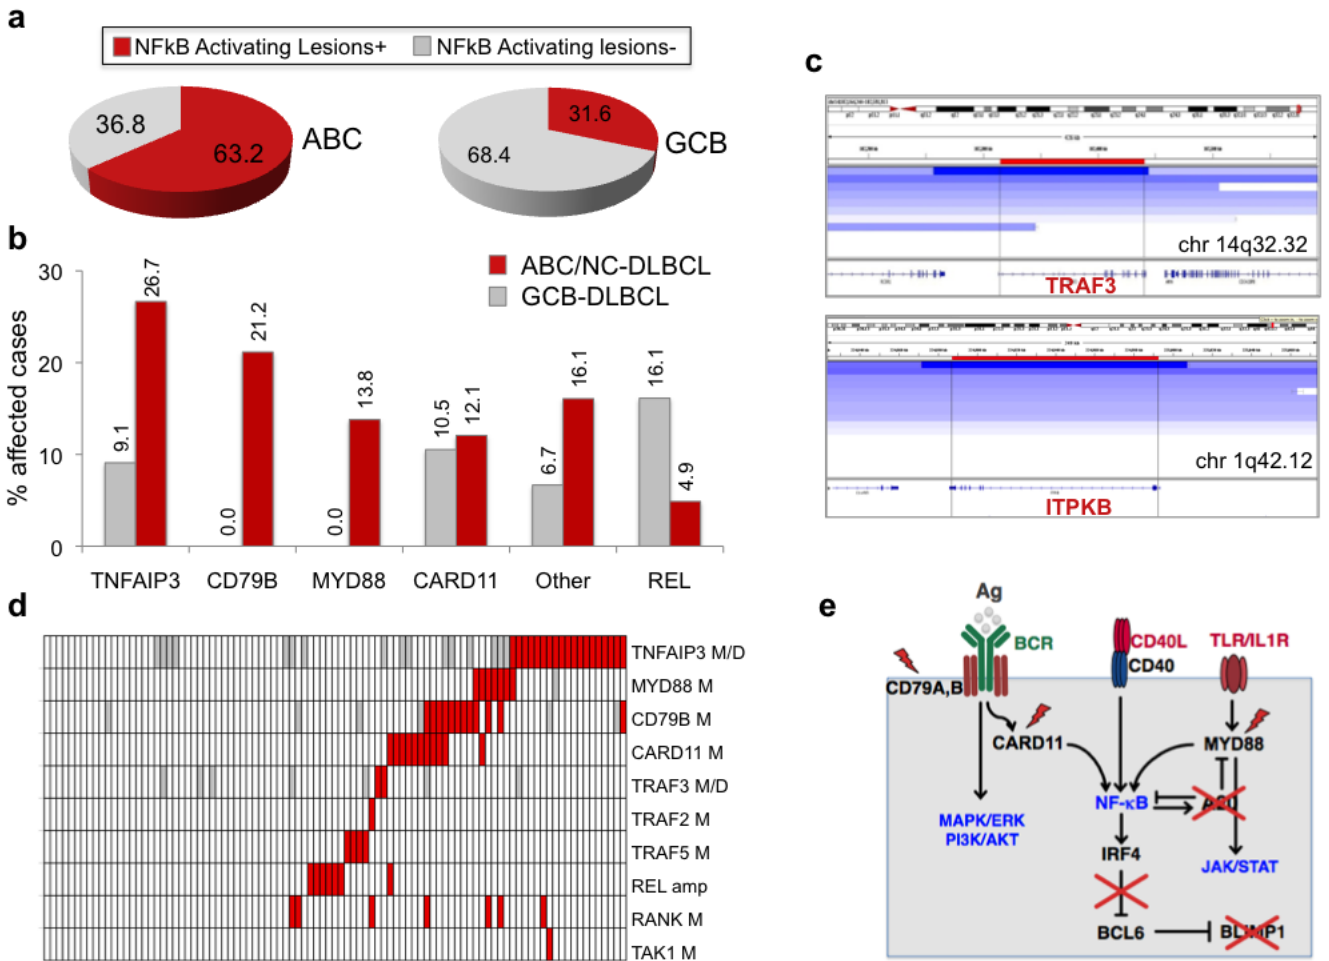 a
NFkB Activating Lesions+
NFkB Activating lesions-
36.8
63.2
ABC
31.6
68.4
GCB
b
% affected cases
30
20
10
0
ABC/NC-DLBCL
GCB-DLBCL
9.1
26.7
0.0
21.2
0.0
13.8
10.5
12.1
6.7
16.1
16.1
4.9
TNFAIP3
CD79B
MYD88
CARD11
Other
REL
c
chr 14q32.32
TRAF3
chr 1q42.12
ITPKB
d
TNFAIP3 M/D
MYD88 M
CD79B M
CARD11 M
TRAF3 M/D
TRAF2 M
TRAF5 M
REL amp
RANK M
TAK1 M
e
Ag
BCR
CD40L
CD40
TLR/IL1R
CD79A,B
CARD11
MYD88
NF-κB
A20
MAPK/ERK
PI3K/AKT
IRF4
JAK/STAT
BCL6
BLIMP1